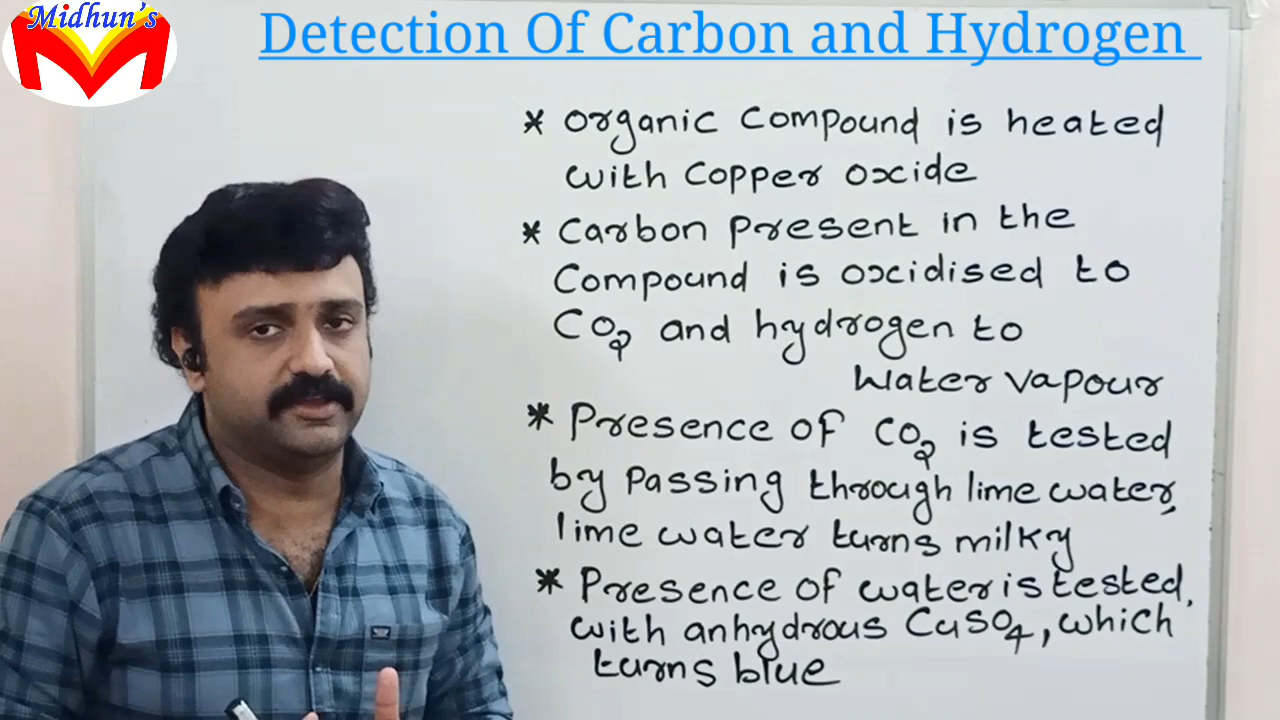 Midhun's
M
Detection Of Carbon and Hydrogen
* Organic Compound is heated
with Copper oxide
* Carbon present in the
Compound is oxidised to
CO₂ and hydrogen to
Water vapour
* Presence of CO₂ is tested
by passing through lime water,
lime water turns milky
* Presence of water is tested,
with anhydrous CuSO₄, which
turns blue